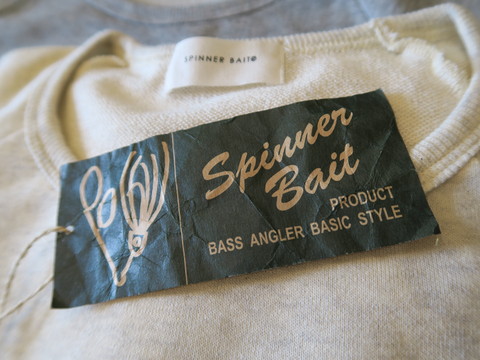 SPINNER BAIT®
Spinner
Bait
PRODUCT
BASS ANGLER BASIC STYLE